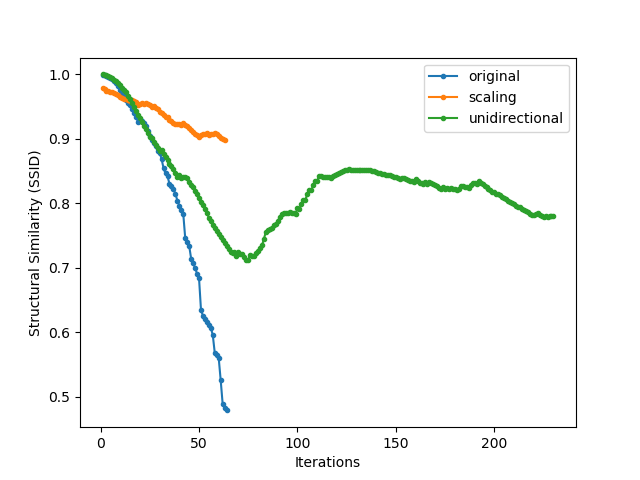 original
scaling
unidirectional
1.0
0.9
0.8
0.7
0.6
0.5
Structural Similarity (SSID)
0 50 100 150 200
Iterations